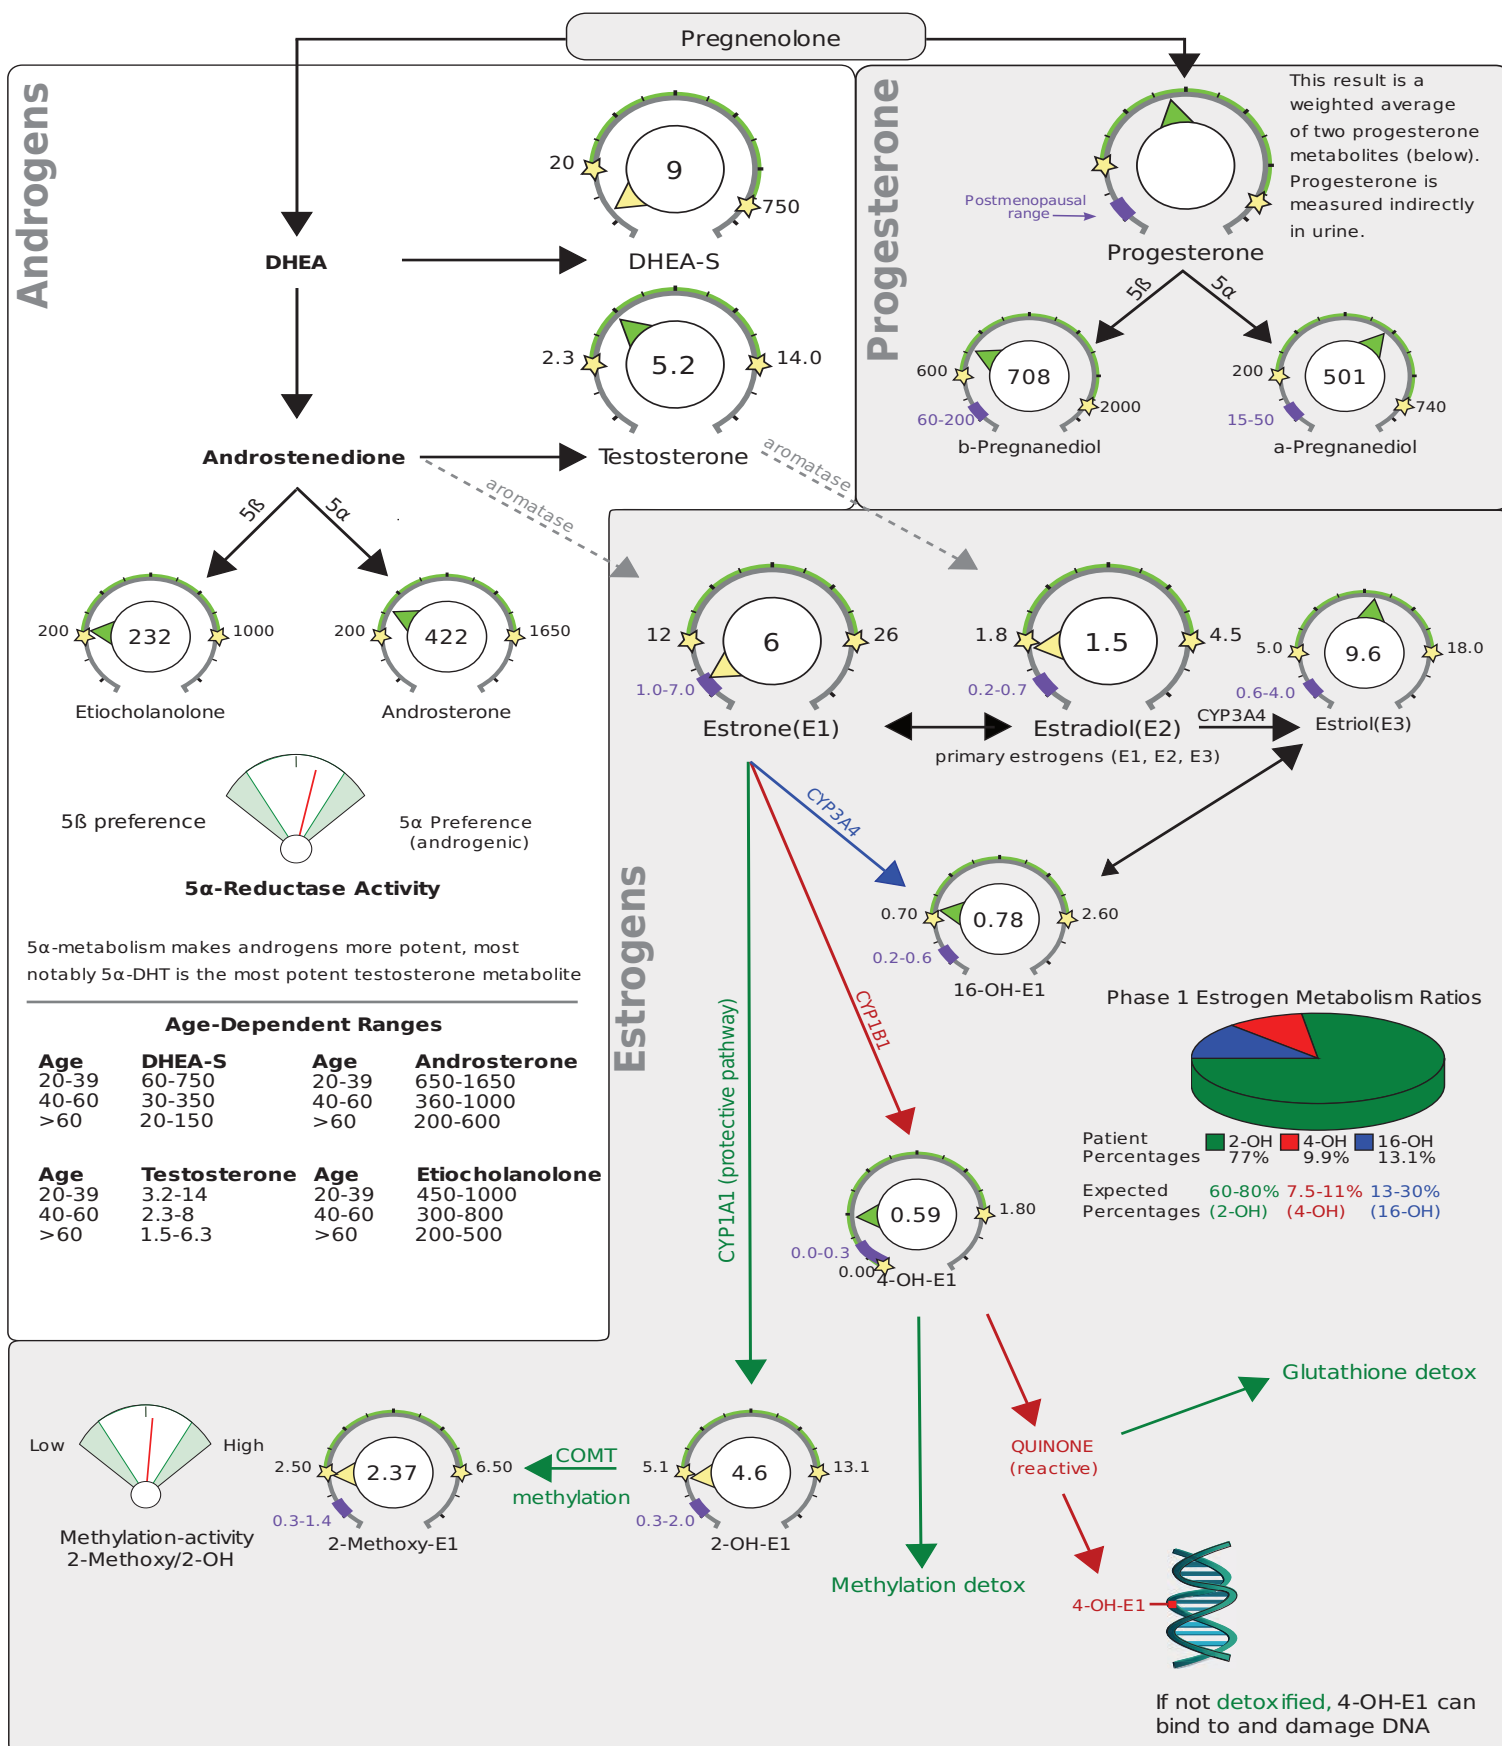 Pregnenolone
Androgens
DHEA
20
9
750
DHEA-S
2.3
5.2
14.0
Testosterone
Androstenedione
aromatase
aromatase
5ß
5α
200
232
1000
Etiocholanolone
200
422
1650
Androsterone
5ß preference
5α Preference
(androgenic)
5α-Reductase Activity
5α-metabolism makes androgens more potent, most
notably 5α-DHT is the most potent testosterone metabolite
Age-Dependent Ranges
Age DHEA-S Age Androsterone
20-39 60-750 20-39 650-1650
40-60 30-350 40-60 360-1000
>60 20-150 >60 200-600
Age Testosterone Age Etiocholanolone
20-39 3.2-14 20-39 450-1000
40-60 2.3-8 40-60 300-800
>60 1.5-6.3 >60 200-500
Progesterone
This result is a
weighted average
of two progesterone
metabolites (below).
Progesterone is
measured indirectly
in urine.
Postmenopausal
range
Progesterone
5ß
5α
600
708
2000
60-200
b-Pregnanediol
200
501
740
15-50
a-Pregnanediol
Estrogens
12
6
26
1.0-7.0
Estrone(E1)
1.8
1.5
4.5
0.2-0.7
Estradiol(E2)
CYP3A4
5.0
9.6
18.0
0.6-4.0
Estriol(E3)
primary estrogens (E1, E2, E3)
CYP3A4
0.70
0.78
2.60
0.2-0.6
16-OH-E1
CYP1B1
CYP1A1 (protective pathway)
Phase 1 Estrogen Metabolism Ratios
Patient
Percentages
2-OH 4-OH 16-OH
77% 9.9% 13.1%
Expected
Percentages
60-80% 7.5-11% 13-30%
(2-OH) (4-OH) (16-OH)
0.59
1.80
0.0-0.3
0.00
4-OH-E1
Low
High
Methylation-activity
2-Methoxy/2-OH
2.50
2.37
6.50
0.3-1.4
2-Methoxy-E1
COMT
methylation
5.1
4.6
13.1
0.3-2.0
2-OH-E1
Methylation detox
QUINONE
(reactive)
Glutathione detox
4-OH-E1
If not detoxified, 4-OH-E1 can
bind to and damage DNA